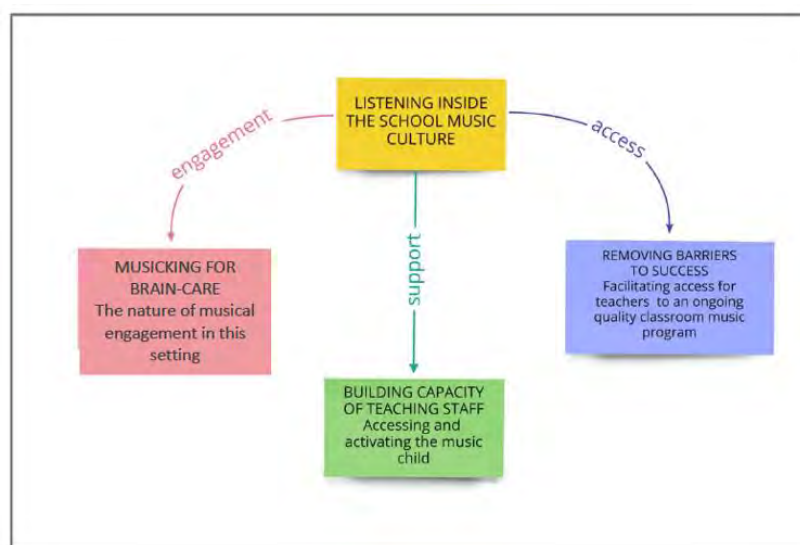 LISTENING INSIDE
THE SCHOOL MUSIC
CULTURE
engagement
access
support
MUSICKING FOR
BRAIN-CARE
The nature of musical
engagement in this
setting
REMOVING BARRIERS
TO SUCCESS
Facilitating access for
teachers to an ongoing
quality classroom music
program
BUILDING CAPACITY
OF TEACHING STAFF
Accessing and
activating the music
child